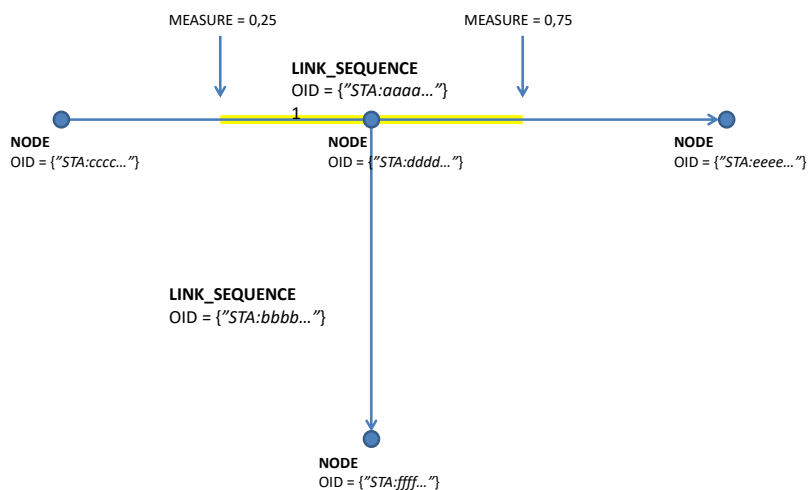 MEASURE = 0,25
MEASURE = 0,75
LINK_SEQUENCE
OID = {”STA:aaaa…”}
1
NODE
OID = {”STA:cccc…”}
NODE
OID = {”STA:dddd…”}
NODE
OID = {”STA:eeee…”}
LINK_SEQUENCE
OID = {”STA:bbbb…”}
NODE
OID = {”STA:ffff…”}